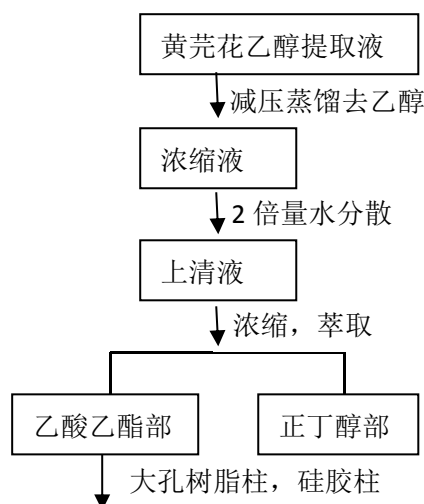 黄芫花乙醇提取液
减压蒸馏去乙醇
浓缩液
2 倍量水分散
上清液
浓缩，萃取
乙酸乙酯部
正丁醇部
大孔树脂柱，硅胶柱